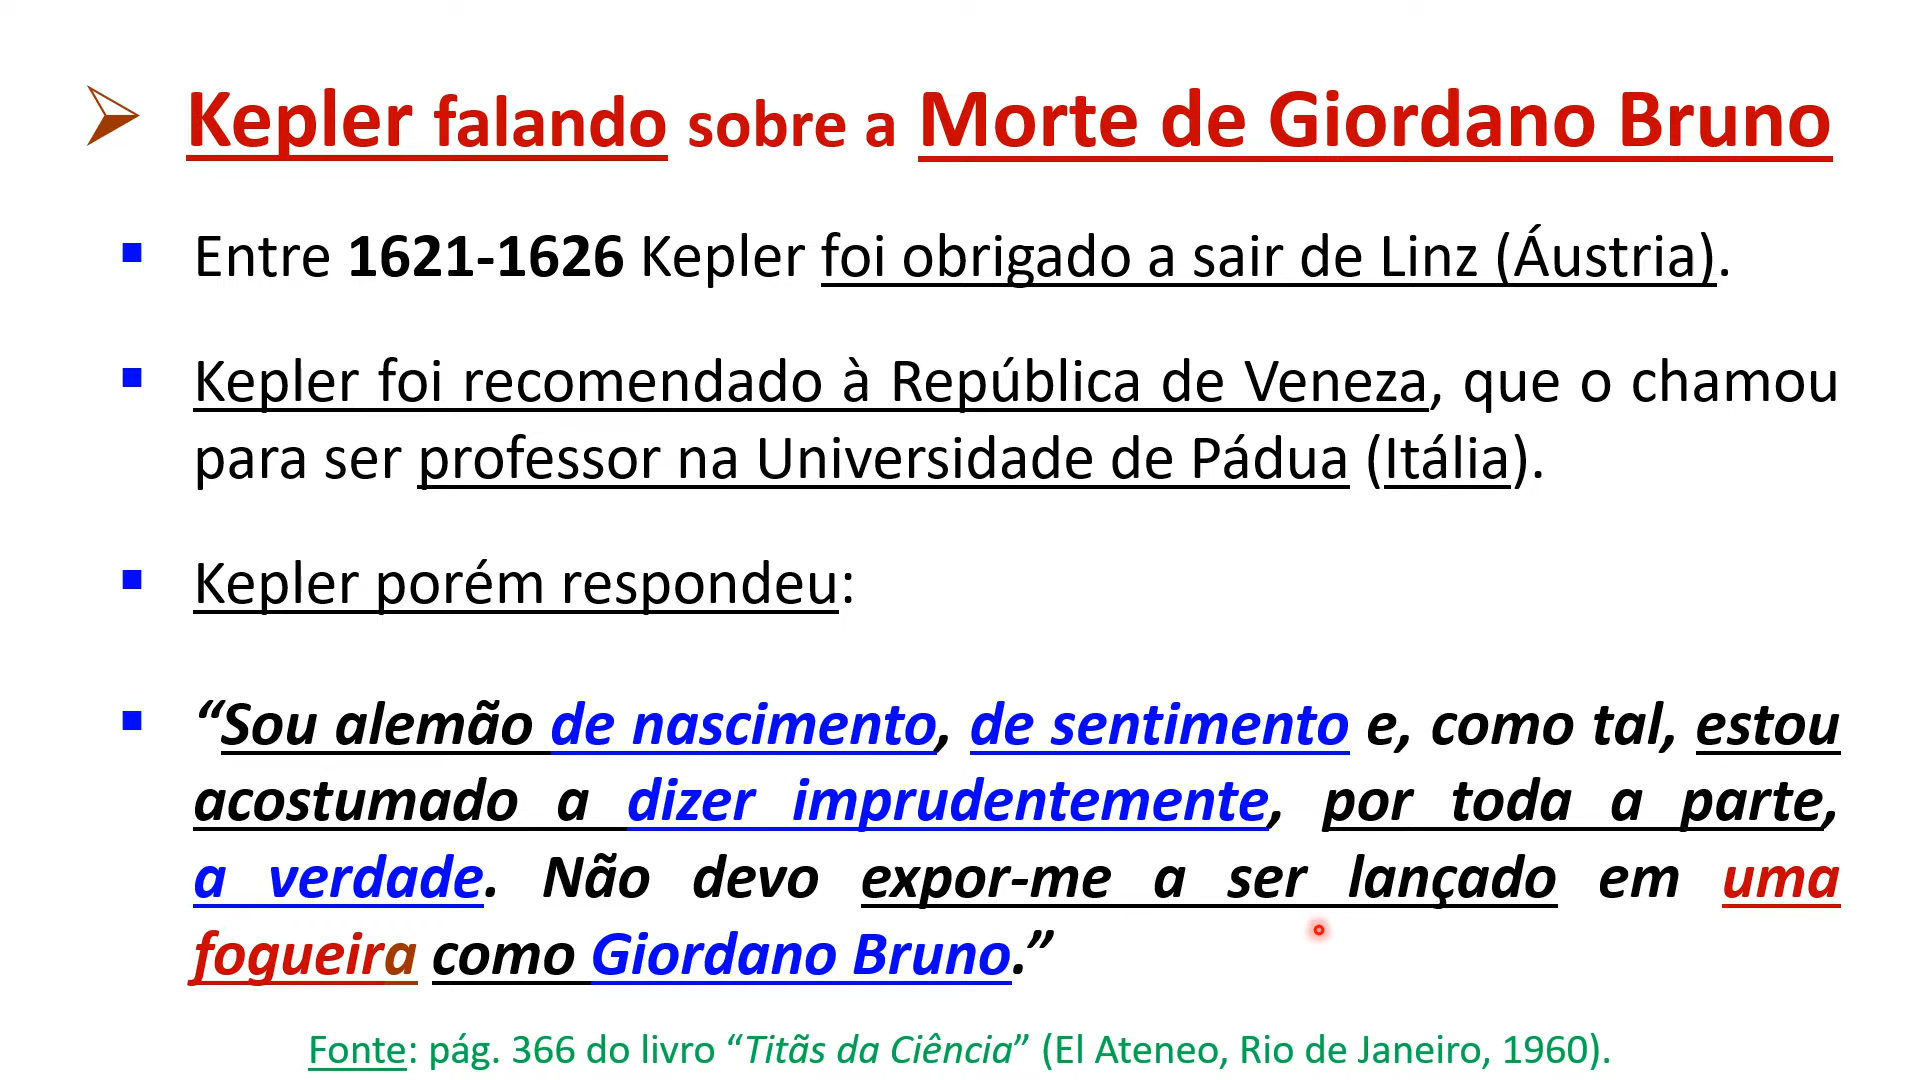 Kepler falando sobre a Morte de Giordano Bruno
Entre 1621-1626 Kepler foi obrigado a sair de Linz (Áustria).
Kepler foi recomendado à República de Veneza, que o chamou
para ser professor na Universidade de Pádua (Itália).
Kepler porém respondeu:
“Sou alemão de nascimento, de sentimento e, como tal, estou
acostumado a dizer imprudentemente, por toda a parte,
a verdade. Não devo expor-me a ser lançado em uma
fogueira como Giordano Bruno.”
Fonte: pág. 366 do livro “Titãs da Ciência” (El Ateneo, Rio de Janeiro, 1960).